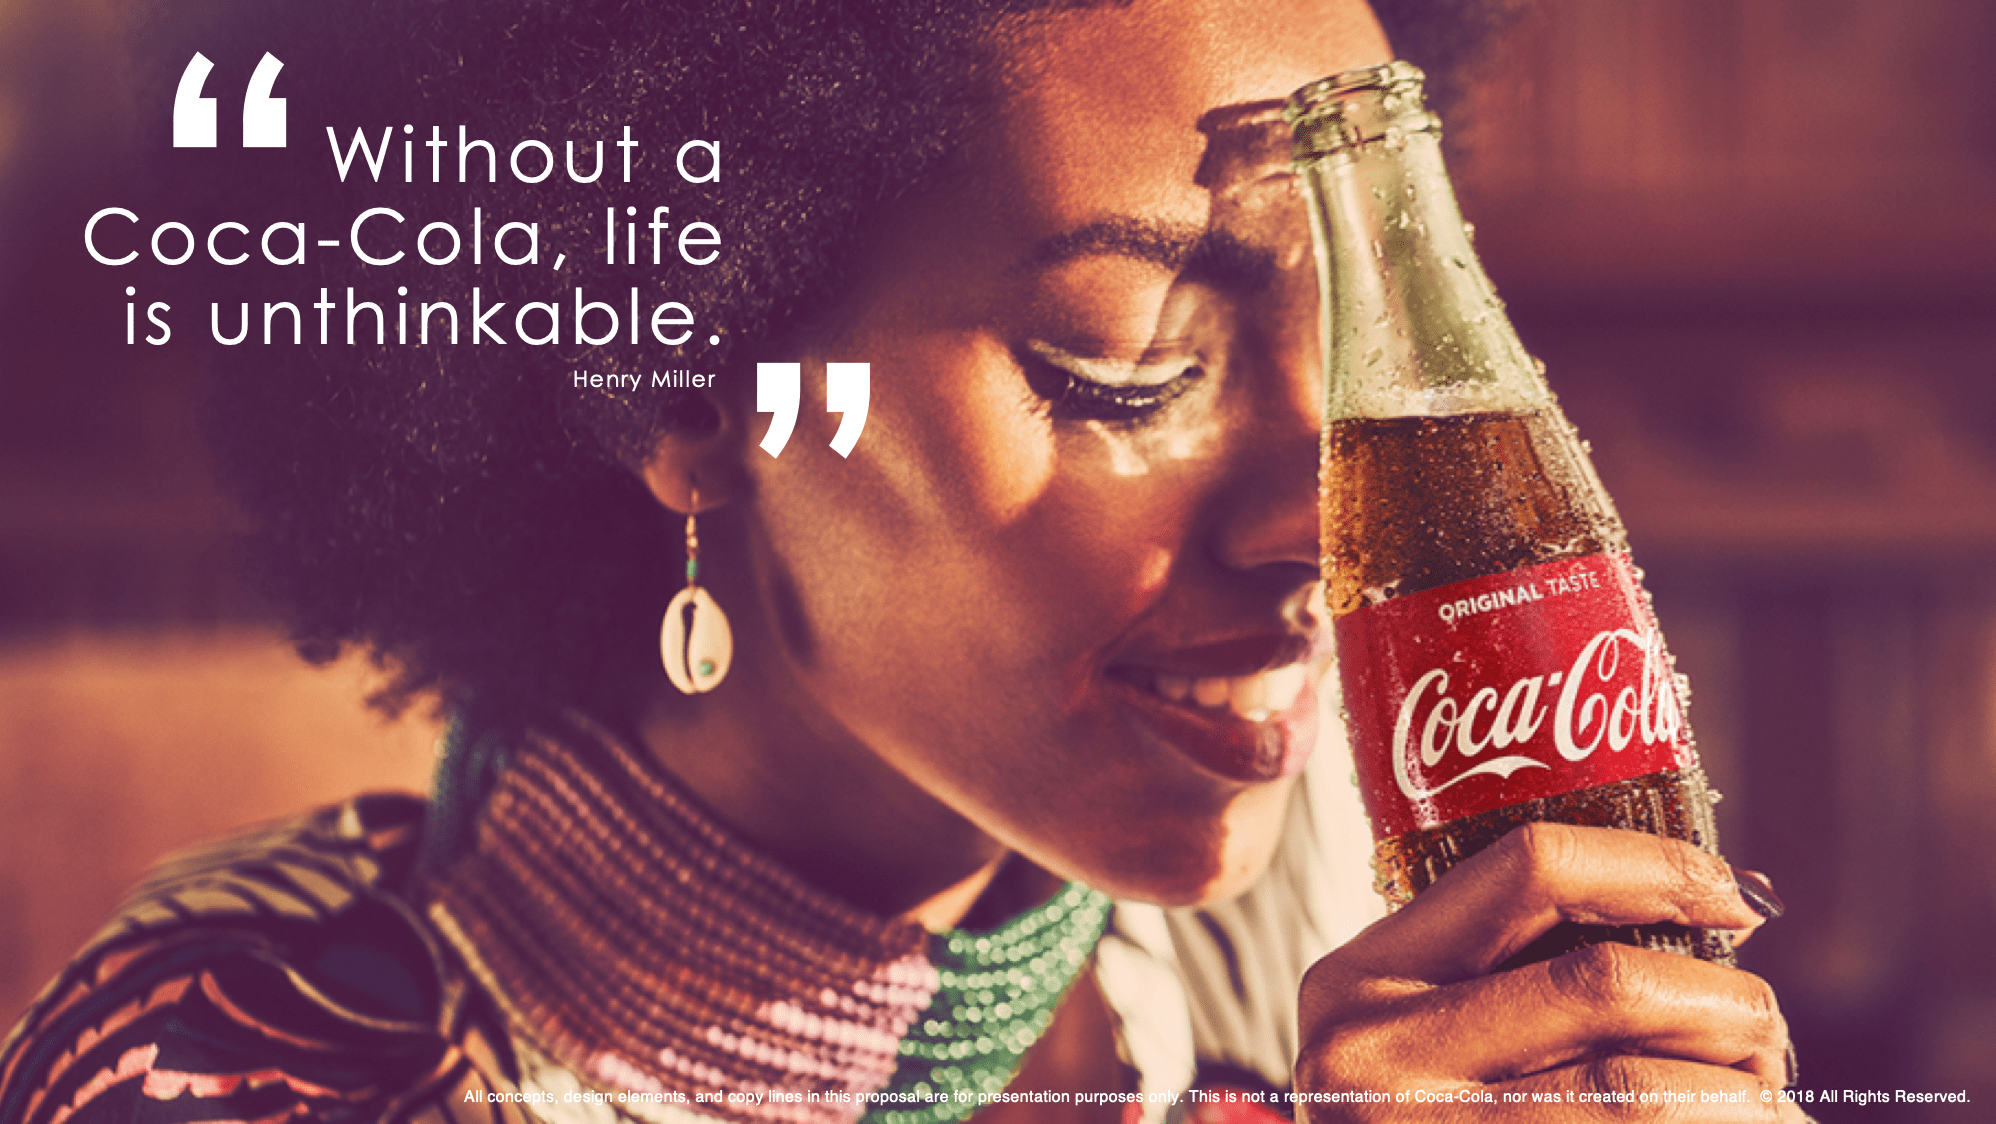 “ Without a
Coca-Cola, life
is unthinkable. ”
Henry Miller
ORIGINAL TASTE
Coca-Cola
All concepts, design elements, and copy lines in this proposal are for presentation purposes only. This is not a representation of Coca-Cola, nor was it created on their behalf. © 2018 All Rights Reserved.